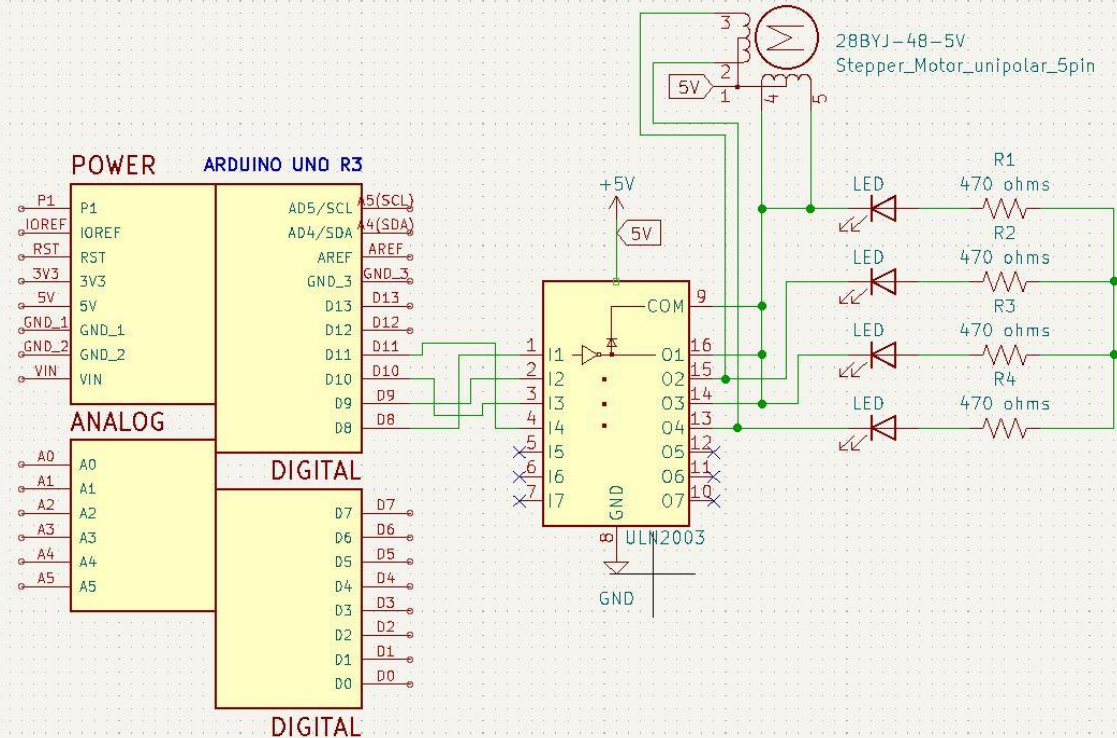 3
28BYJ-48-5V
Stepper_Motor_unipolar_5pin
2
5V
1
4
5
POWER
ARDUINO UNO R3
P1
IOREF
RST
3V3
5V
GND_1
GND_2
VIN
P1
IOREF
RST
3V3
5V
GND_1
GND_2
VIN
AD5/SCL
AD4/SDA
AREF
GND_3
D13
D12
D11
D10
D9
D8
A5(SCL)
A4(SDA)
AREF
GND_3
D13
D12
D11
D10
D9
D8
ANALOG
DIGITAL
A0
A1
A2
A3
A4
A5
A0
A1
A2
A3
A4
A5
D7
D6
D5
D4
D3
D2
D1
D0
D7
D6
D5
D4
D3
D2
D1
D0
DIGITAL
+5V
5V
COM
9
1
2
3
4
5
6
7
I1
I2
I3
I4
I5
I6
I7
O1
O2
O3
O4
O5
O6
O7
16
15
14
13
12
11
10
GND
8
ULN2003
GND
R1
LED
470 ohms
R2
LED
470 ohms
R3
LED
470 ohms
R4
LED
470 ohms